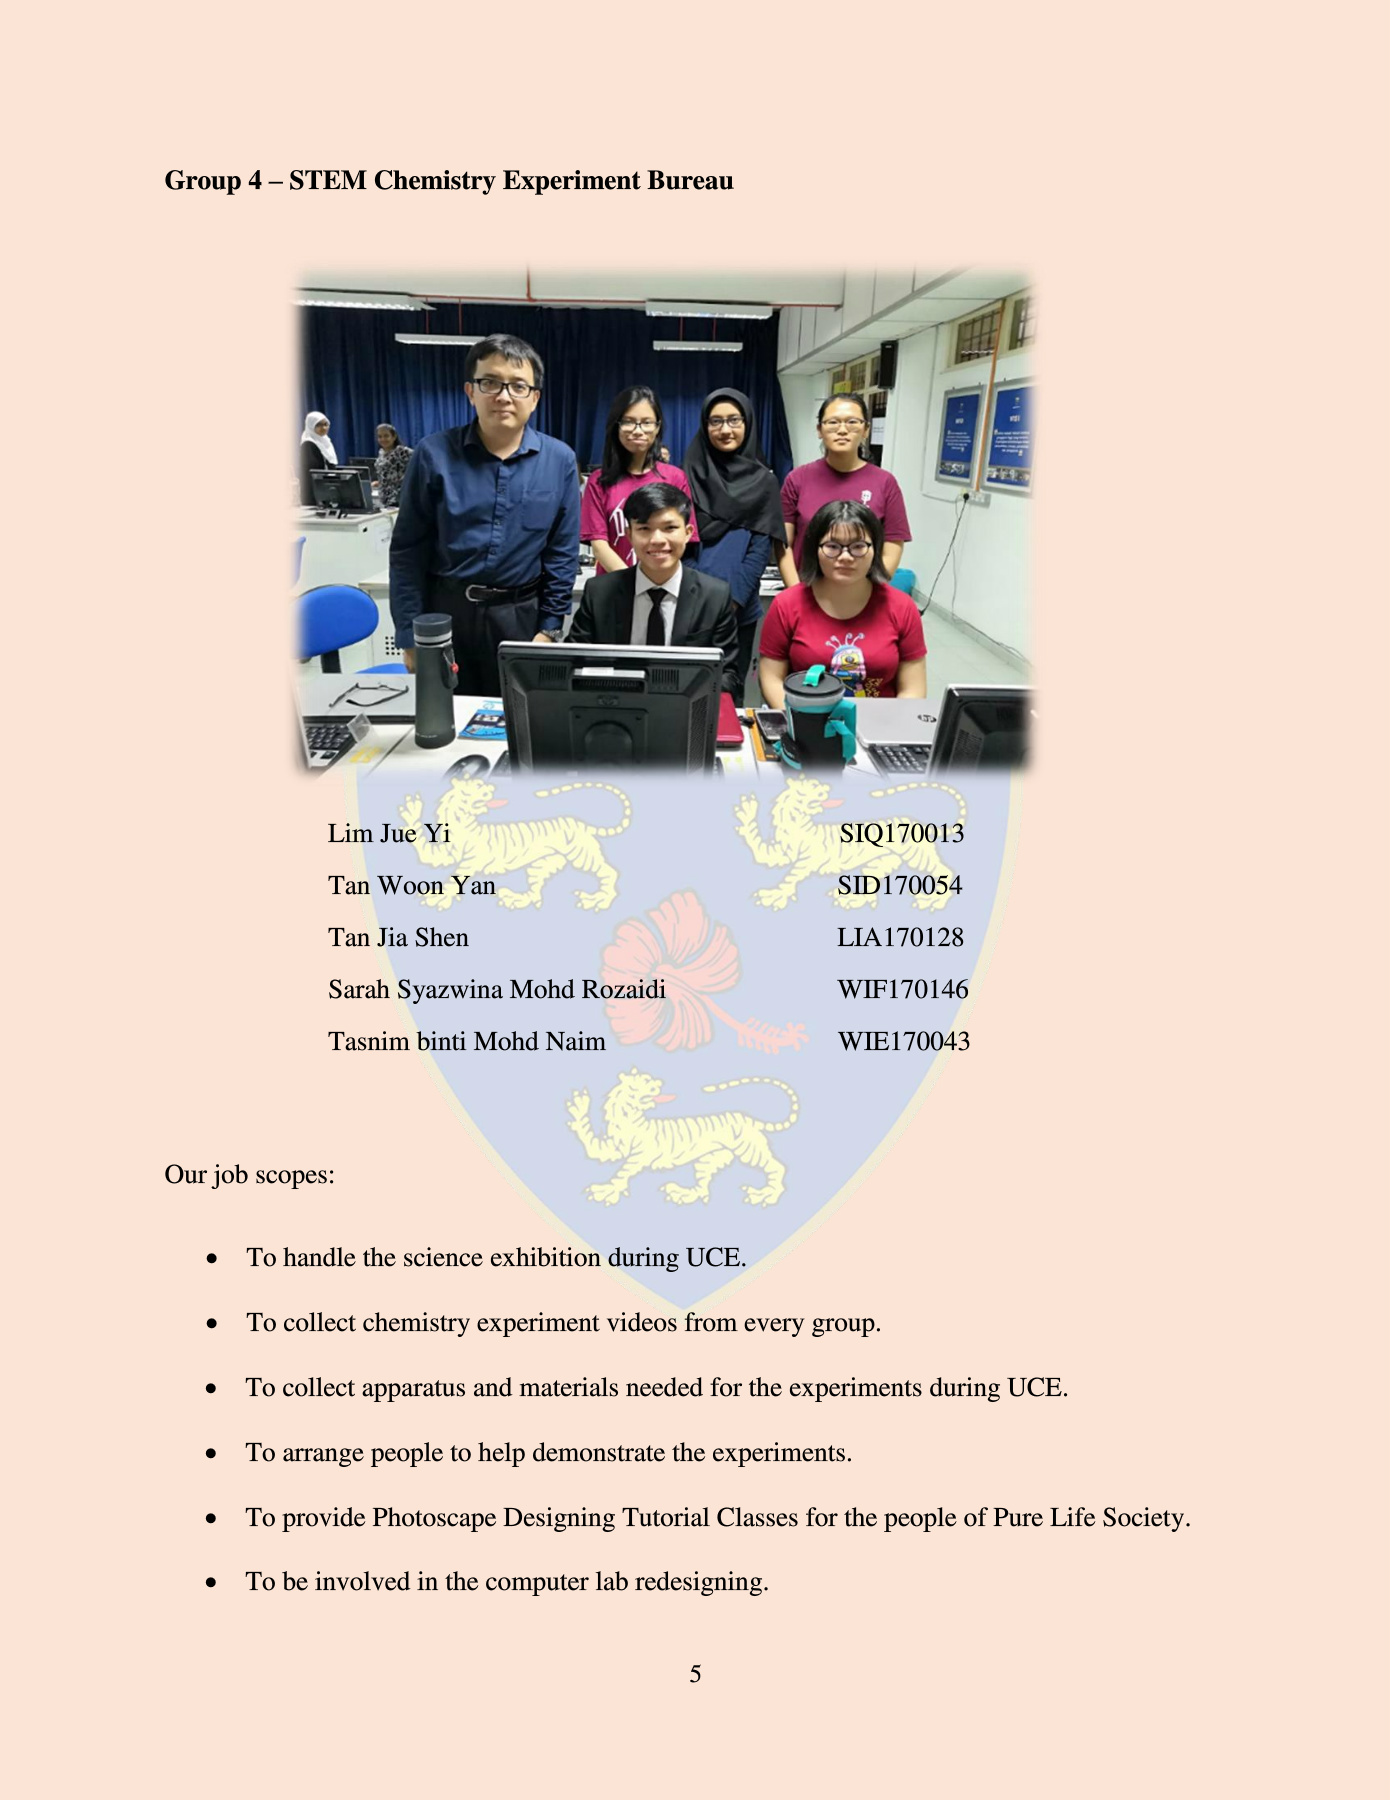 Group 4 – STEM Chemistry Experiment Bureau
Lim Jue Yi SIQ170013
Tan Woon Yan SID170054
Tan Jia Shen LIA170128
Sarah Syazwina Mohd Rozaidi WIF170146
Tasnim binti Mohd Naim WIE170043
Our job scopes:
• To handle the science exhibition during UCE.
• To collect chemistry experiment videos from every group.
• To collect apparatus and materials needed for the experiments during UCE.
• To arrange people to help demonstrate the experiments.
• To provide Photoscape Designing Tutorial Classes for the people of Pure Life Society.
• To be involved in the computer lab redesigning.
5